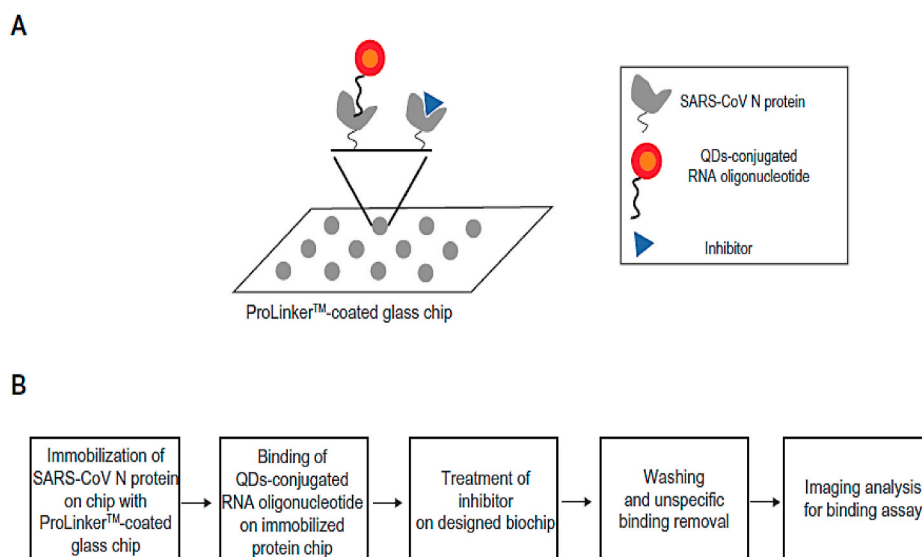 A
SARS-CoV N protein
QDs-conjugated
RNA oligonucleotide
Inhibitor
ProLinker™-coated glass chip
B
Immobilization of
SARS-CoV N protein
on chip with
ProLinker™-coated
glass chip
Binding of
QDs-conjugated
RNA oligonucleotide
on immobilized
protein chip
Treatment of
inhibitor
on designed biochip
Washing
and unspecific
binding removal
Imaging analysis
for binding assay